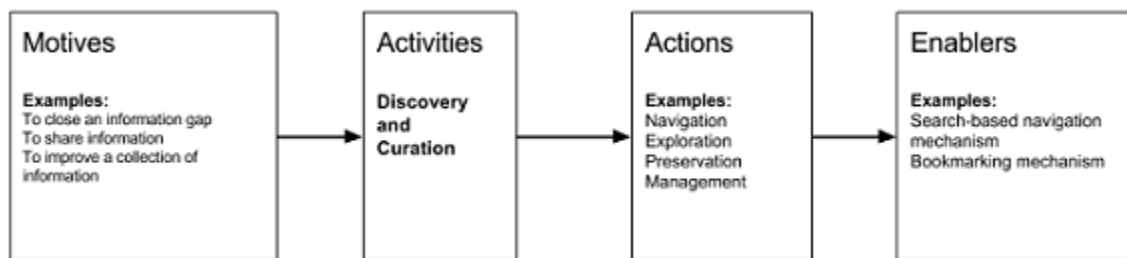 Motives
Examples:
To close an information gap
To share information
To improve a collection of
information
Activities
Discovery
and
Curation
Actions
Examples:
Navigation
Exploration
Preservation
Management
Enablers
Examples:
Search-based navigation
mechanism
Bookmarking mechanism